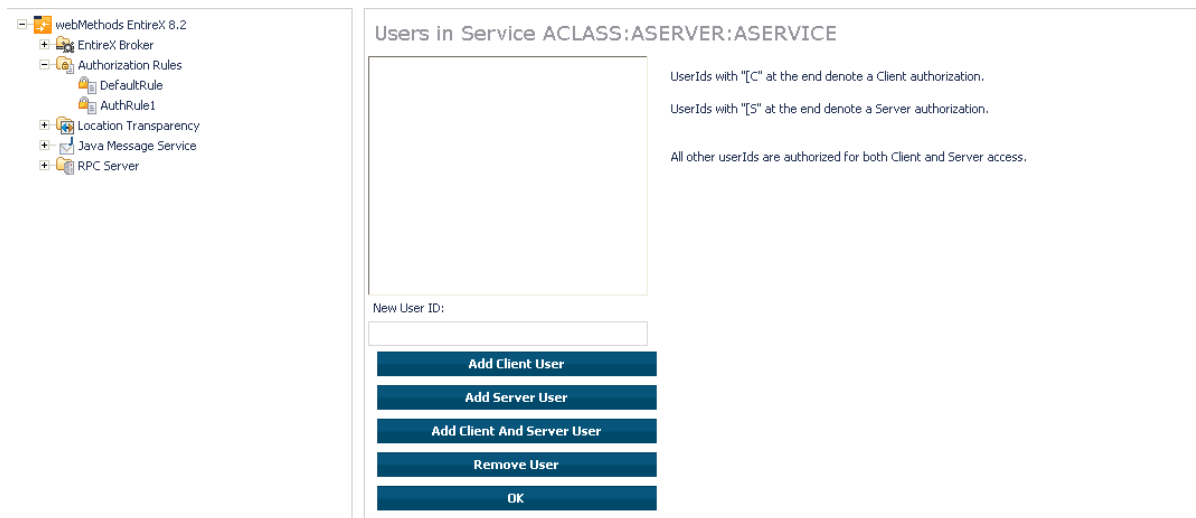 webMethods EntireX 8.2
EntireX Broker
Authorization Rules
DefaultRule
AuthRule1
Location Transparency
Java Message Service
RPC Server
Users in Service ACLASS:ASERVER:ASERVICE
UserIds with "[C" at the end denote a Client authorization.
UserIds with "[S" at the end denote a Server authorization.
All other userIds are authorized for both Client and Server access.
New User ID:
Add Client User
Add Server User
Add Client And Server User
Remove User
OK